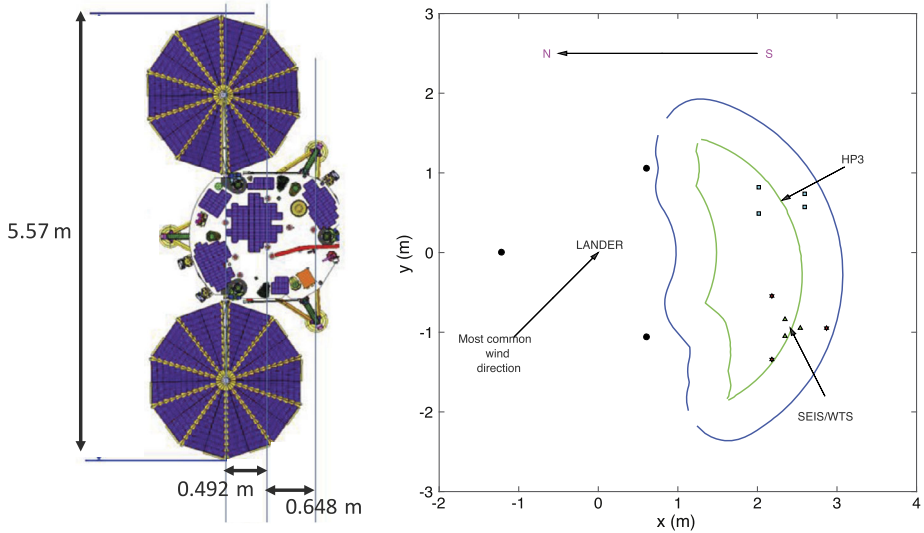 5.57 m
0.492 m
0.648 m
3
2
1
0
-1
-2
-3
y (m)
N
S
HP3
LANDER
Most common
wind
direction
SEIS/WTS
-2
-1
0
1
2
3
4
x (m)